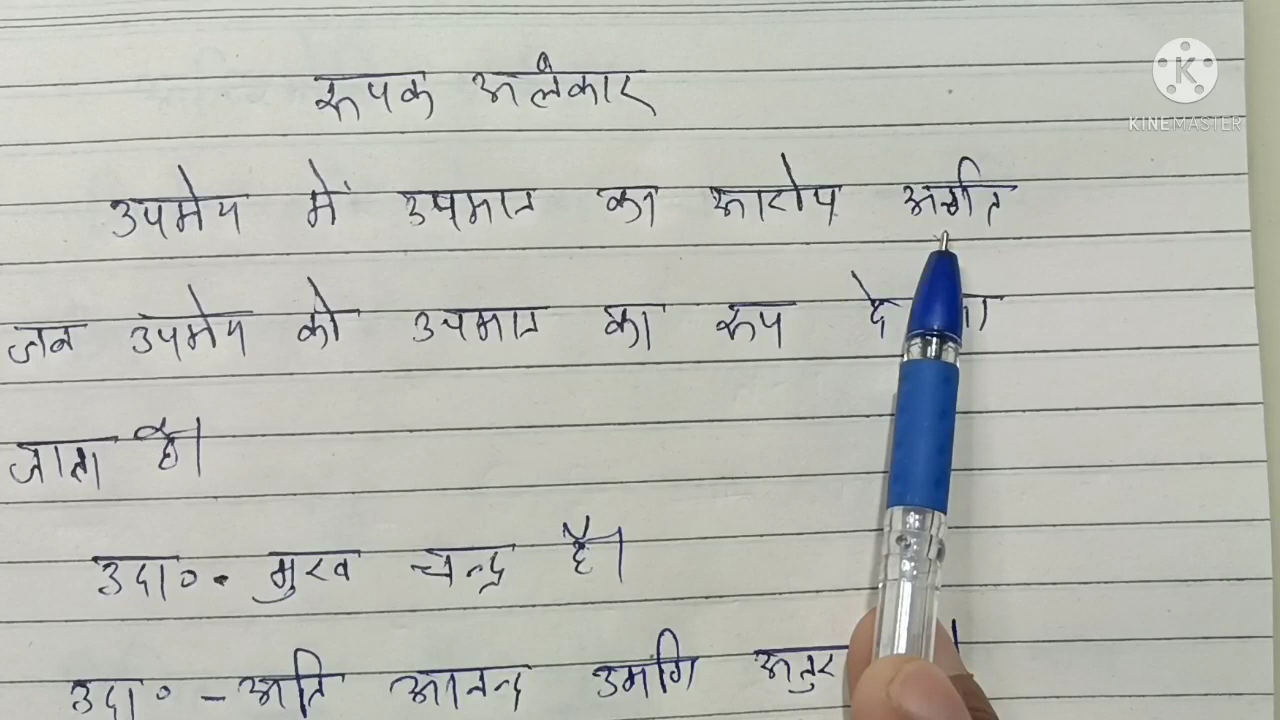 रूपक अलंकार
KINEMASTER
उपमेय में उपमान का आरोप अर्थात
जब उपमेय को उपमान का रूप दे
जाता है।
उदा०. मुख चन्द्र है।
उदा० - अति आनन्द उमगि